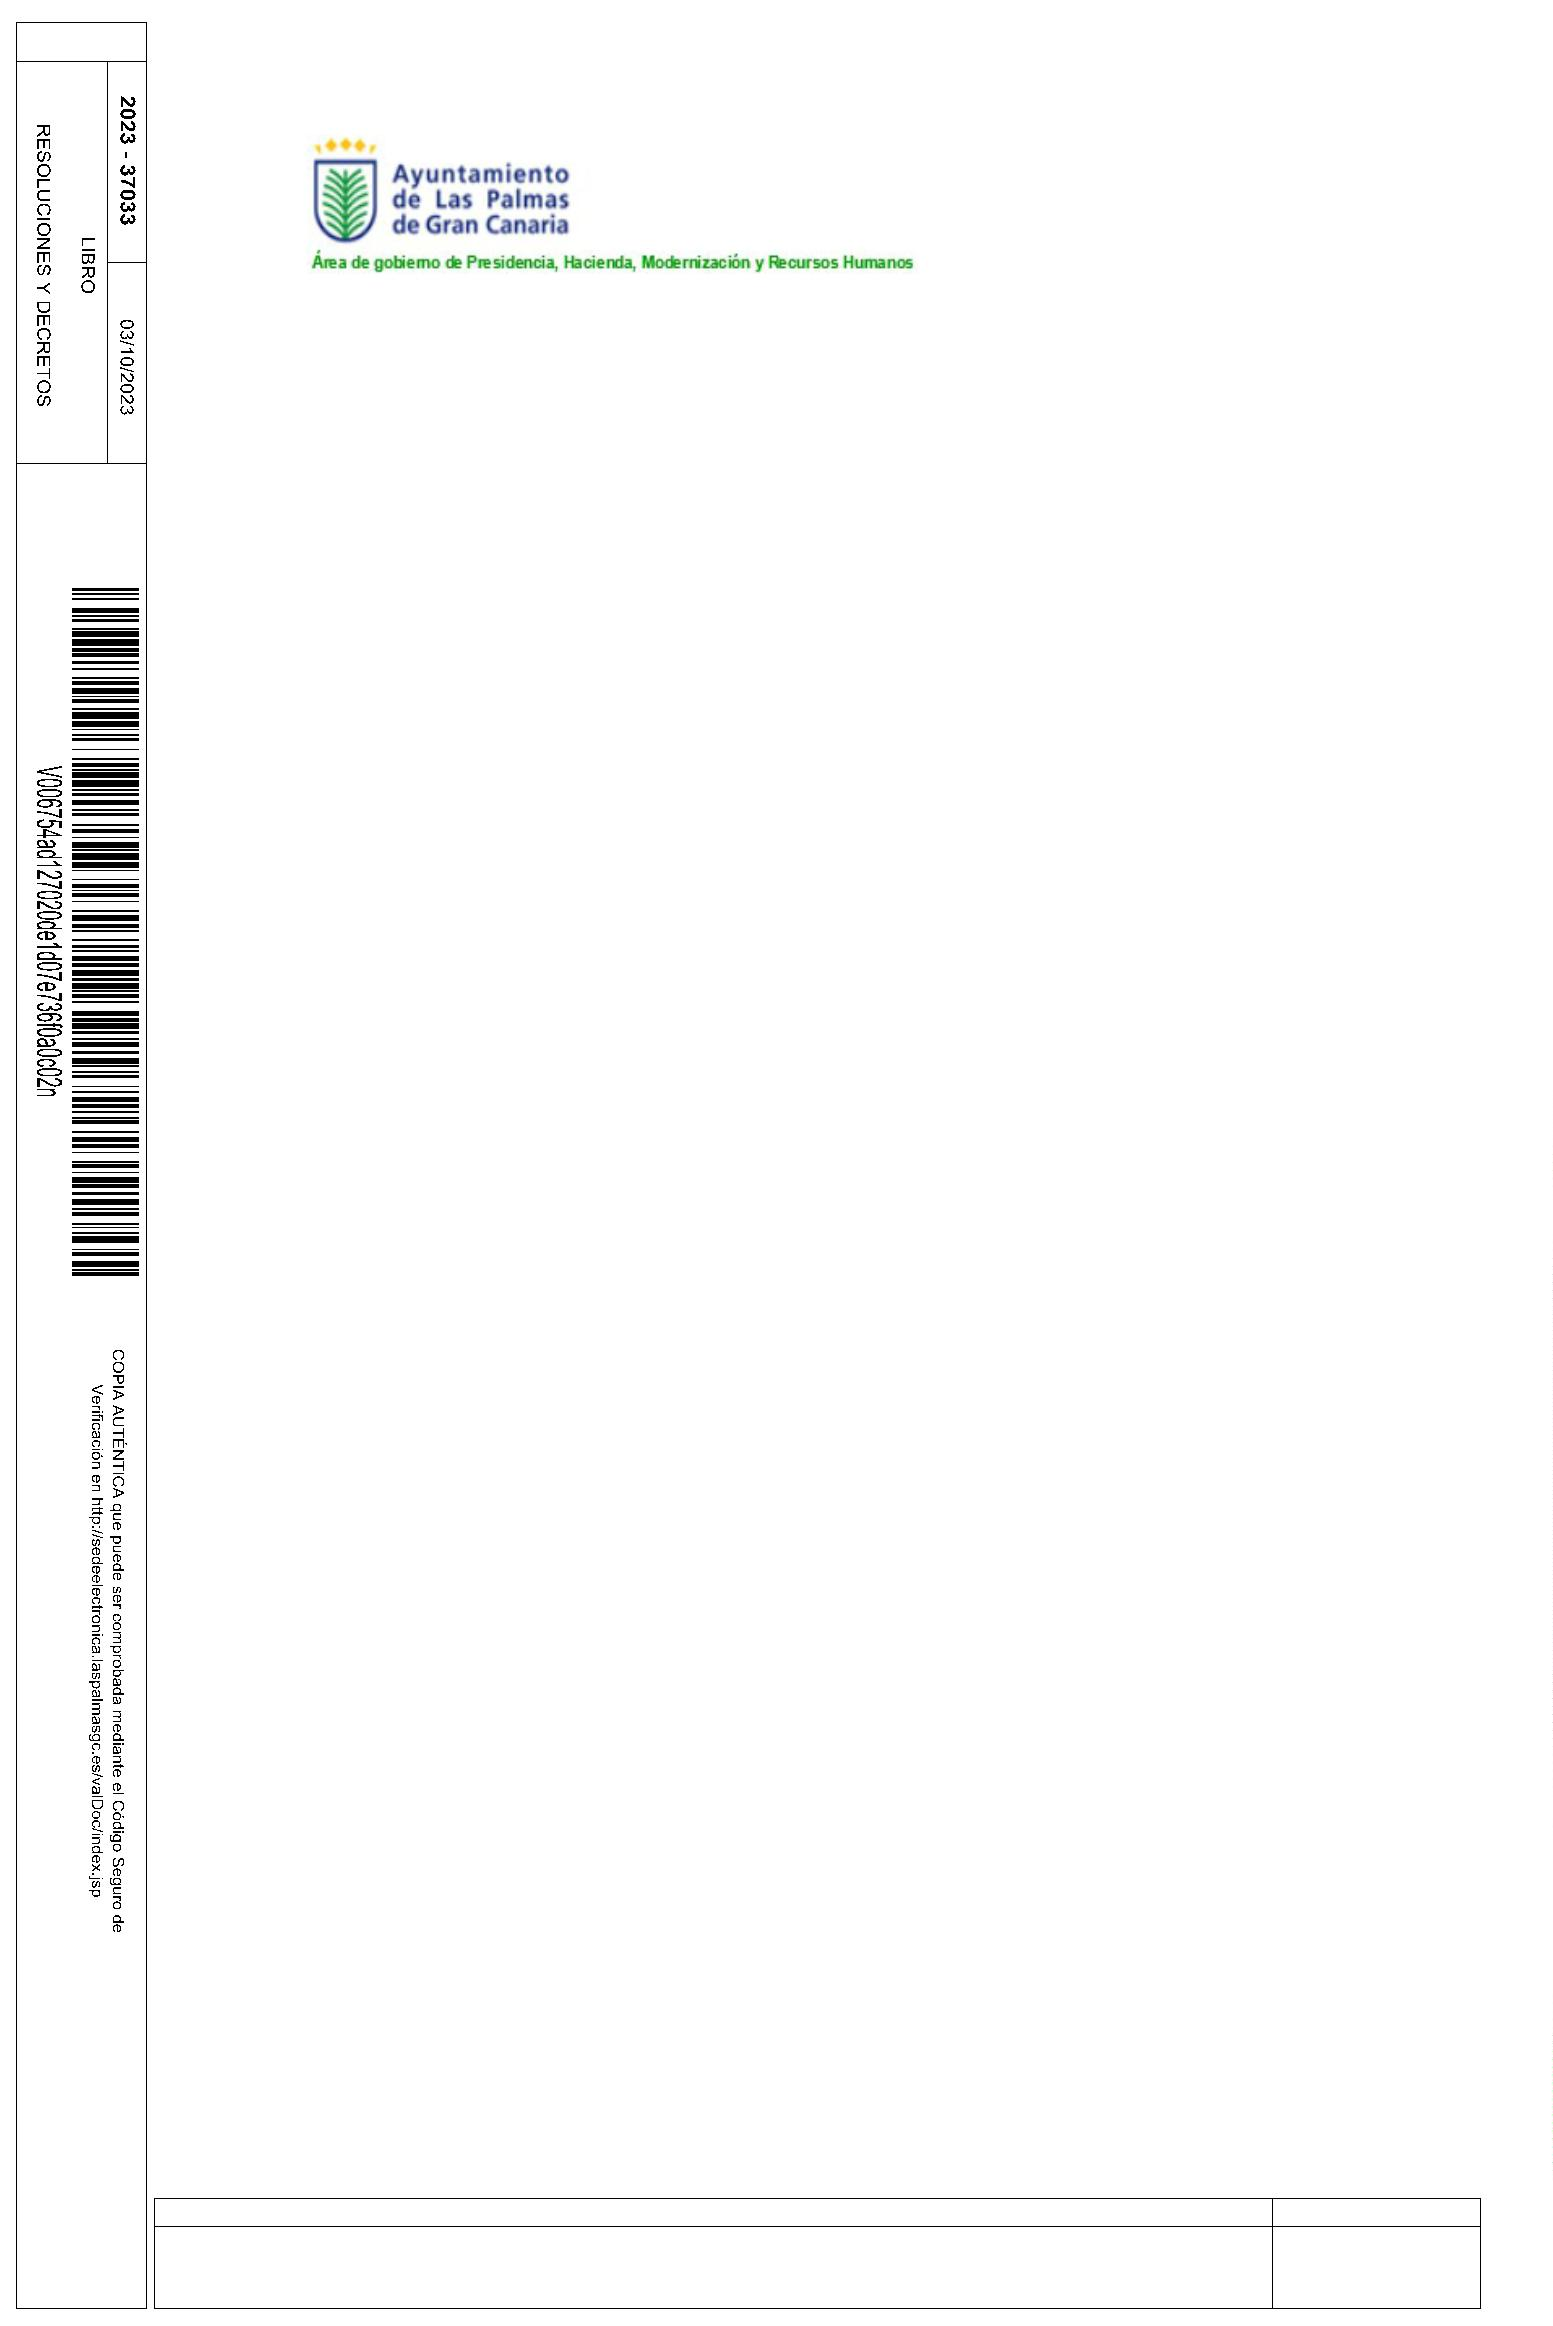 2023 - 37033
03/10/2023
LIBRO
RESOLUCIONES Y DECRETOS
V006754ad127020de1d07e736f0a0c02n
COPIA AUTÉNTICA que puede ser comprobada mediante el Código Seguro de
Verificación en http://sedeelectronica.laspalmasgc.es/valDoc/index.jsp
Ayuntamiento
de Las Palmas
de Gran Canaria
Área de gobierno de Presidencia, Hacienda, Modernización y Recursos Humanos